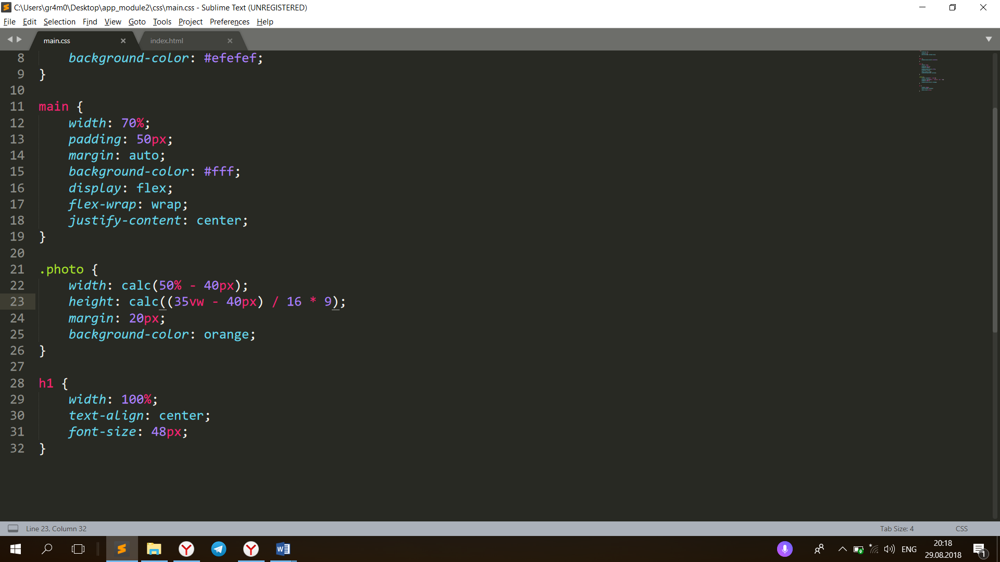 C:\Users\gr4m0\Desktop\app_module2\css\main.css - Sublime Text (UNREGISTERED)
File Edit Selection Find View Goto Tools Project Preferences Help
main.css index.html
8 background-color: #efefef;
9 }
10
11 main {
12 width: 70%;
13 padding: 50px;
14 margin: auto;
15 background-color: #fff;
16 display: flex;
17 flex-wrap: wrap;
18 justify-content: center;
19 }
20
21 .photo {
22 width: calc(50% - 40px);
23 height: calc((35vw - 40px) / 16 * 9);
24 margin: 20px;
25 background-color: orange;
26 }
27
28 h1 {
29 width: 100%;
30 text-align: center;
31 font-size: 48px;
32 }
Line 23, Column 32 Tab Size: 4 CSS
ENG 20:18
29.08.2018
1